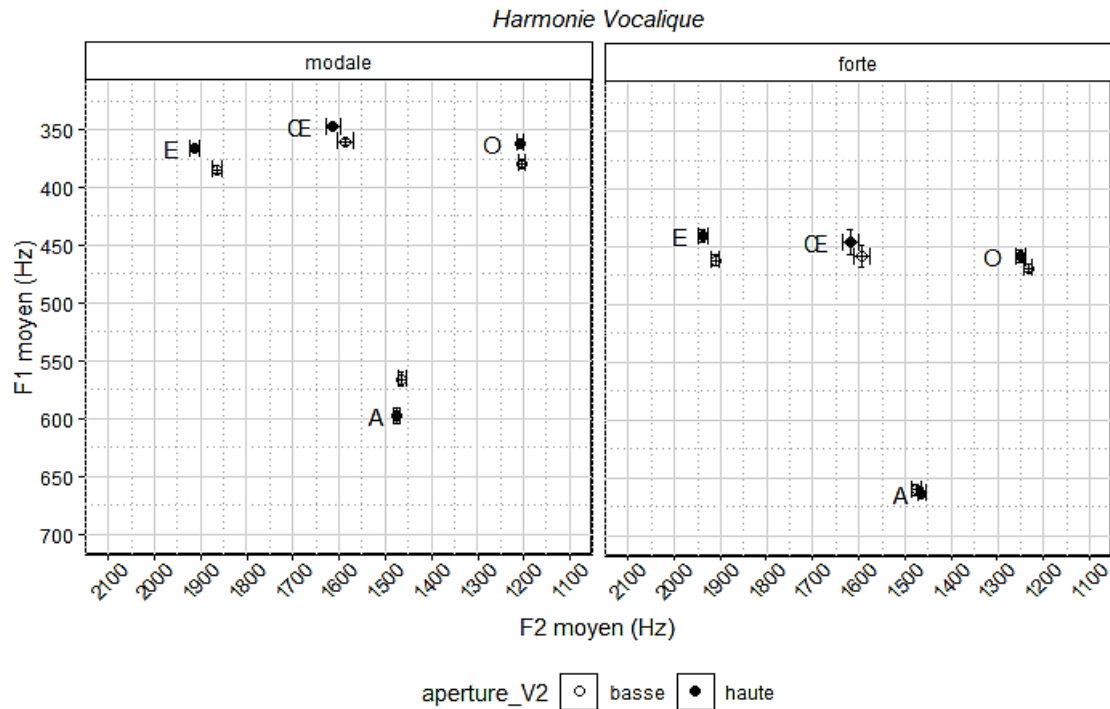 Harmonie Vocalique
modale
forte
F1 moyen (Hz)
350
400
450
500
550
600
650
700
E
Œ
O
A
E
Œ
O
A
2100 2000 1900 1700 1600 1500 1400 1300 1200 1100
2100 2000 1900 1700 1600 1500 1400 1300 1200 1100
F2 moyen (Hz)
aperture_V2 basse haute